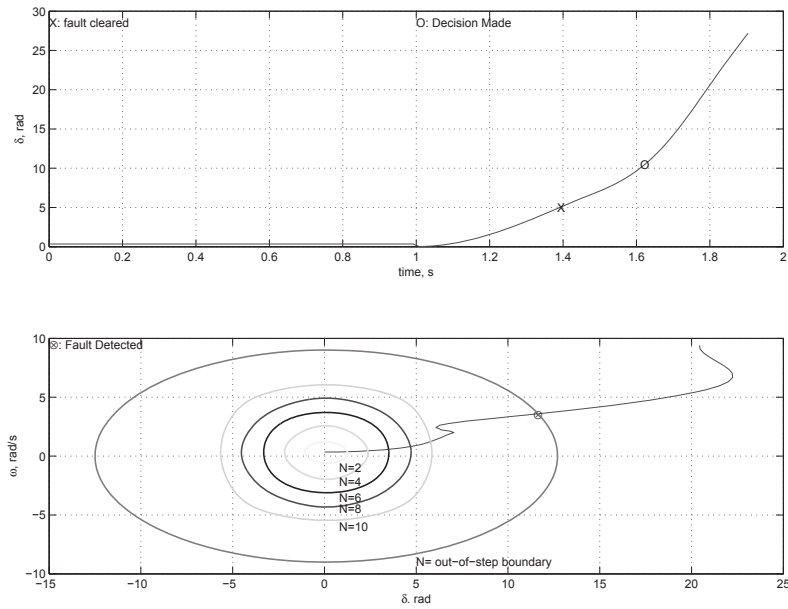 X: fault cleared
O: Decision Made
30
25
20
15
10
5
0
δ, rad
X
O
0
0.2
0.4
0.6
0.8
1
1.2
1.4
1.6
1.8
2
time, s
⊗: Fault Detected
10
5
0
−5
−10
ω, rad/s
N=2
N=4
N=6
N=8
N=10
N= out−of−step boundary
−15
−10
−5
0
5
10
15
20
25
δ, rad